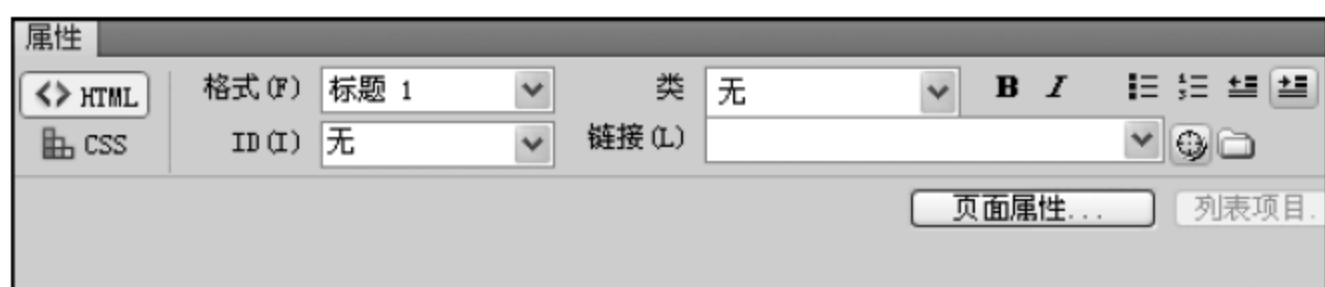 属性
<> HTML 格式(F) 标题 1 类 无 B I
CSS ID(I) 无 链接(L)
页面属性... 列表项目.